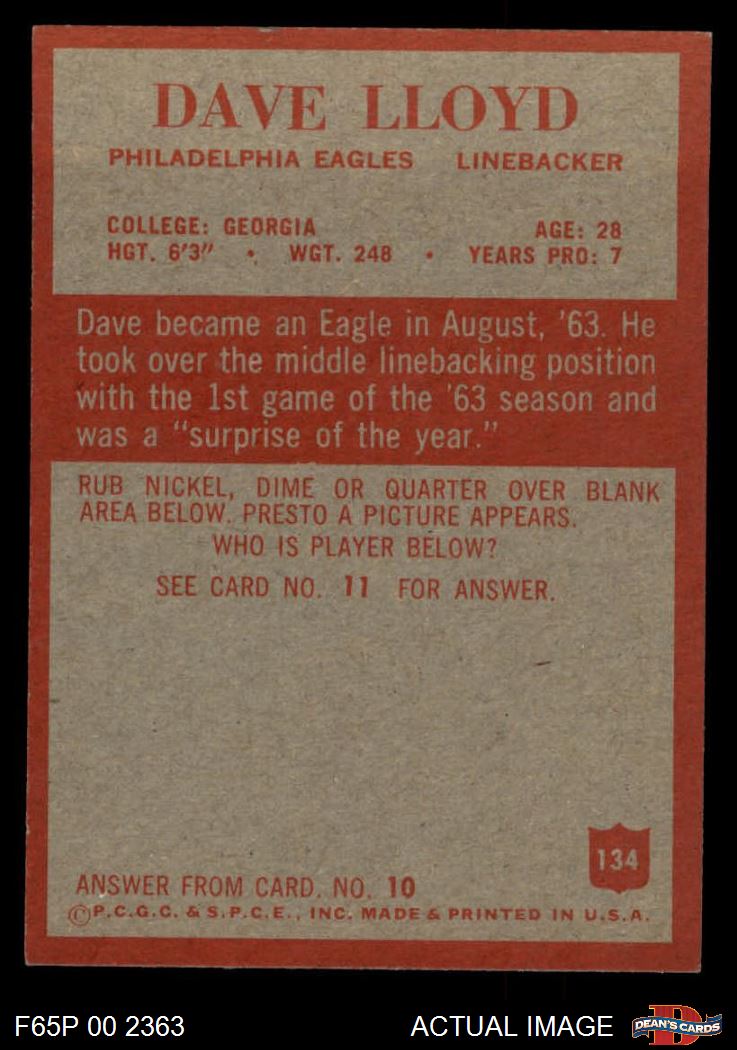 DAVE LLOYD
PHILADELPHIA EAGLES LINEBACKER
COLLEGE: GEORGIA AGE: 28
HGT. 6'3" • WGT. 248 • YEARS PRO: 7
Dave became an Eagle in August, '63. He
took over the middle linebacking position
with the 1st game of the '63 season and
was a "surprise of the year."
RUB NICKEL, DIME OR QUARTER OVER BLANK
AREA BELOW. PRESTO A PICTURE APPEARS.
WHO IS PLAYER BELOW?
SEE CARD NO. 11 FOR ANSWER.
134
ANSWER FROM CARD. NO. 10
©P.C.G.C. & S.P.C.E., INC. MADE & PRINTED IN U.S.A.
F65P 00 2363 ACTUAL IMAGE
D
DEAN'S CARDS